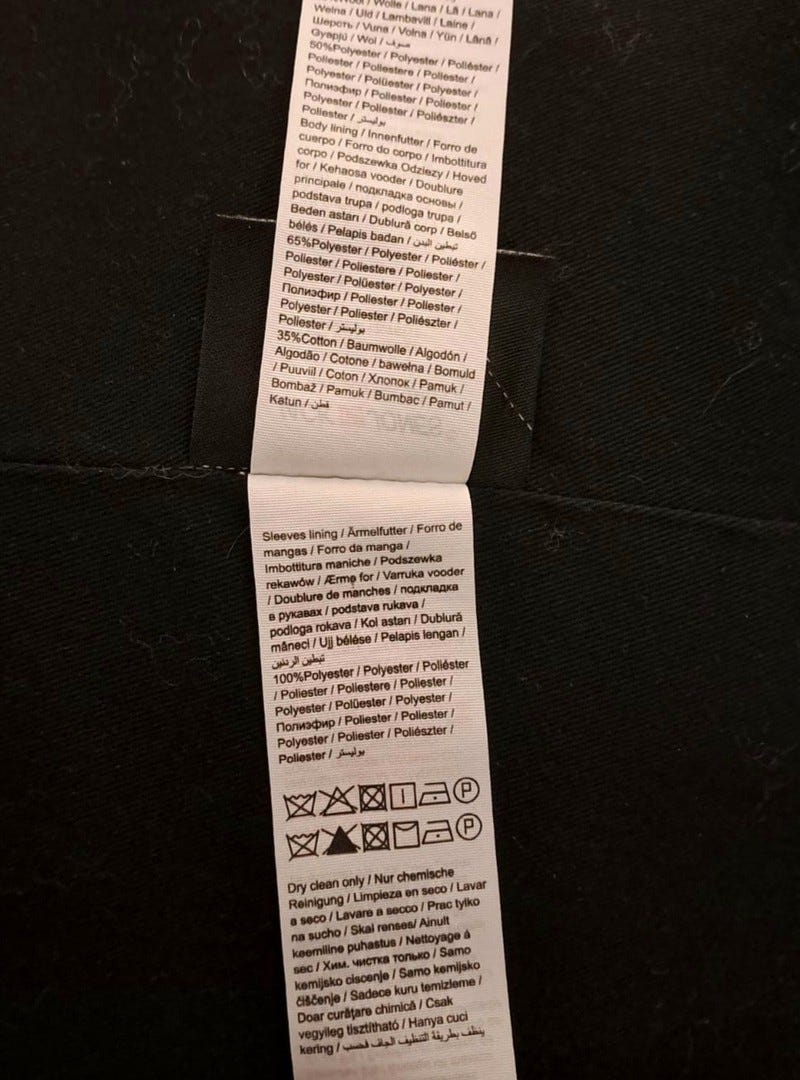 Wolle / Lana / Lã / Lana /
Wełna / Uld / Lambavill / Laine /
Шерсть / Vuna / Volna / Yün / Lână /
Gyapjú / Wol / صوف
50%Polyester / Polyester / Poliéster /
Poliester / Poliestere / Poliester /
Polyester / Polüester / Polyester /
Полиэфир / Poliester / Poliester /
Polyester / Poliester / Poliészter /
Poliester / بوليستر
Body lining / Innenfutter / Forro de
cuerpo / Forro do corpo / Imbottitura
corpo / Podszewka Odzieży / Hoved
for / Kehaosa vooder / Doublure
principale / подкладка основы /
podstava trupa / podloga trupa /
Beden astarı / Dublură corp / Belső
bélés / Pelapis badan / تبطين البدن
65%Polyester / Polyester / Poliéster /
Poliester / Poliestere / Poliester /
Polyester / Polüester / Polyester /
Полиэфир / Poliester / Poliester /
Polyester / Poliester / Poliészter /
Poliester / بوليستر
35%Cotton / Baumwolle / Algodón /
Algodão / Cotone / bawełna / Bomuld
/ Puuviil / Coton / Хлопок / Pamuk /
Bombaž / Pamuk / Bumbac / Pamut /
Katun / قطن
Sleeves lining / Ärmelfutter / Forro de
mangas / Forro da manga /
Imbottitura maniche / Podszewka
rekawów / Ærme for / Varruka vooder
/ Doublure de manches / подкладка
в рукавах / podstava rukava /
podloga rokava / Kol astarı / Dublură
mâneci / Ujj bélése / Pelapis lengan /
تبطين الردنين
100%Polyester / Polyester / Poliéster
/ Poliester / Poliestere / Poliester /
Polyester / Polüester / Polyester /
Полиэфир / Poliester / Poliester /
Polyester / Poliester / Poliészter /
Poliester / بوليستر
P
P
Dry clean only / Nur chemische
Reinigung / Limpieza en seco / Lavar
a seco / Lavare a secco / Prac tylko
na sucho / Skal renses/ Ainult
keemiline puhastus / Nettoyage á
sec / Хим. чистка только / Samo
kemijsko ciscenje / Samo kemijsko
čiščenje / Sadece kuru temizleme /
Doar curăţare chimică / Csak
vegyileg tisztítható / Hanya cuci
kering / ينظف بطريقة التنظيف الجاف فحسب